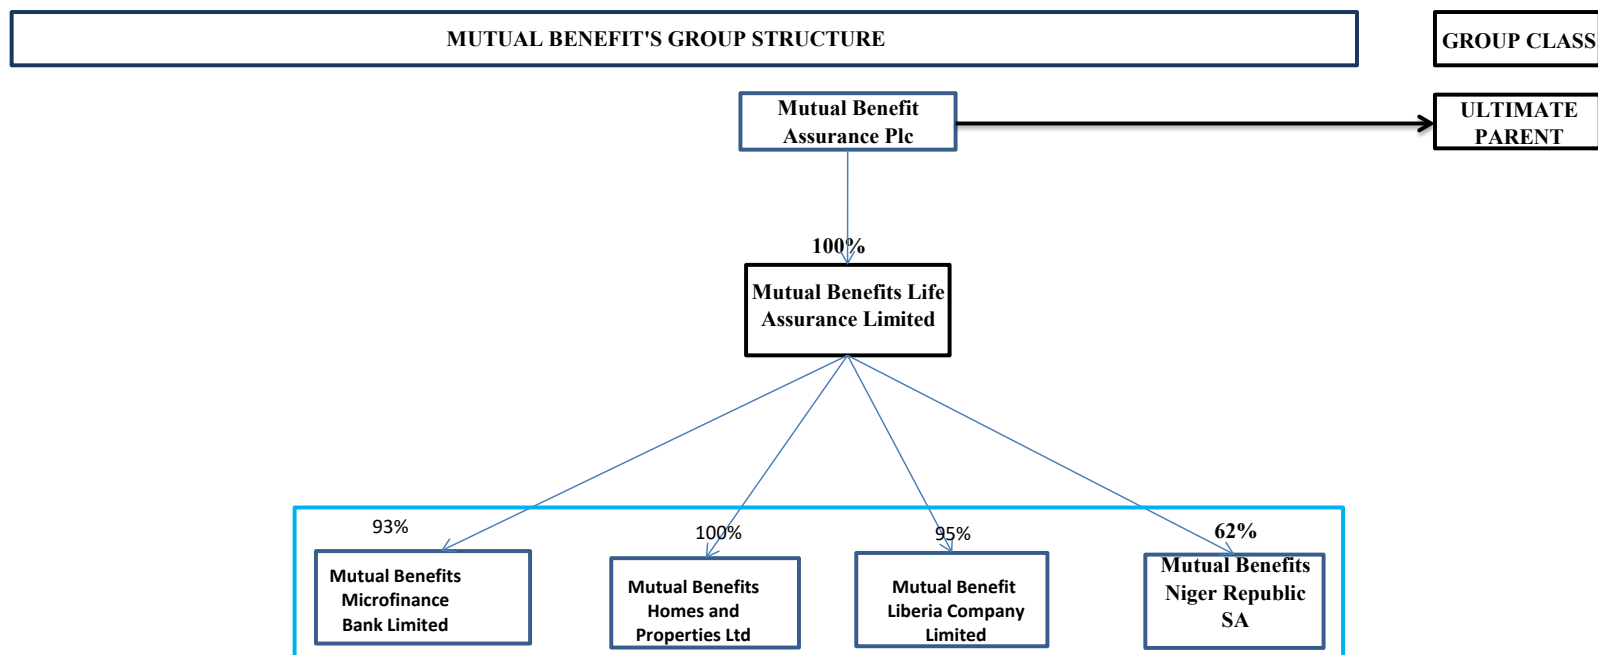 MUTUAL BENEFIT'S GROUP STRUCTURE
GROUP CLASS
Mutual Benefit
Assurance Plc
ULTIMATE
PARENT
100%
Mutual Benefits Life
Assurance Limited
93%
100%
95%
62%
Mutual Benefits
Microfinance
Bank Limited
Mutual Benefits
Homes and
Properties Ltd
Mutual Benefit
Liberia Company
Limited
Mutual Benefits
Niger Republic
SA